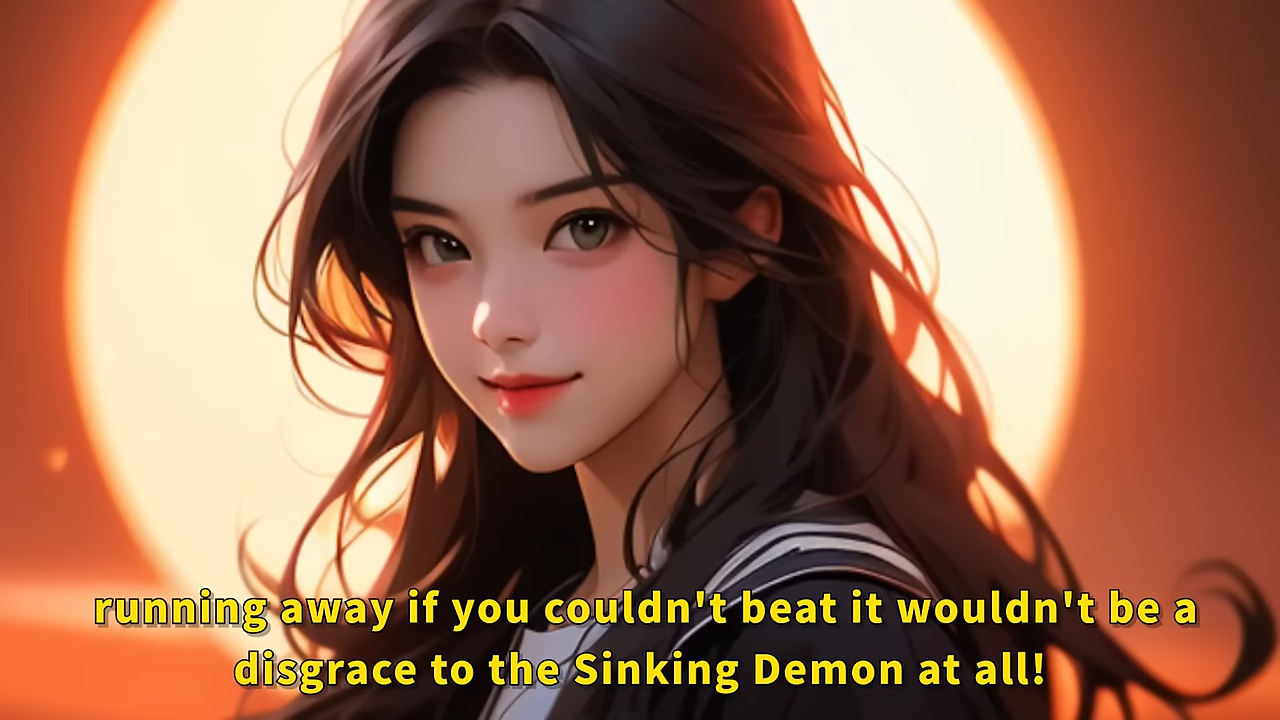 running away if you couldn't beat it wouldn't be a
disgrace to the Sinking Demon at all!